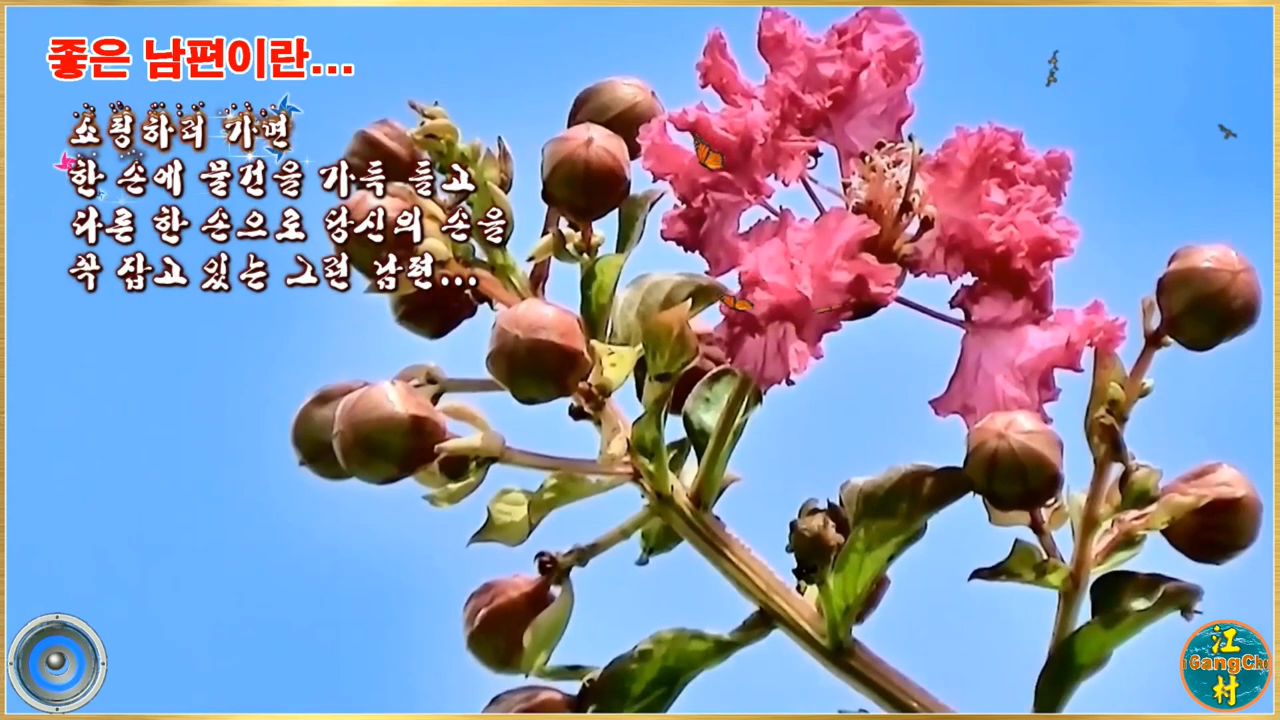 좋은 남편이란...
쇼핑하러 가면
한 손에 물건을 가득 들고
다른 한 손으로 당신의 손을
꼭 잡고 있는 그런 남편...
江
GangCh
村